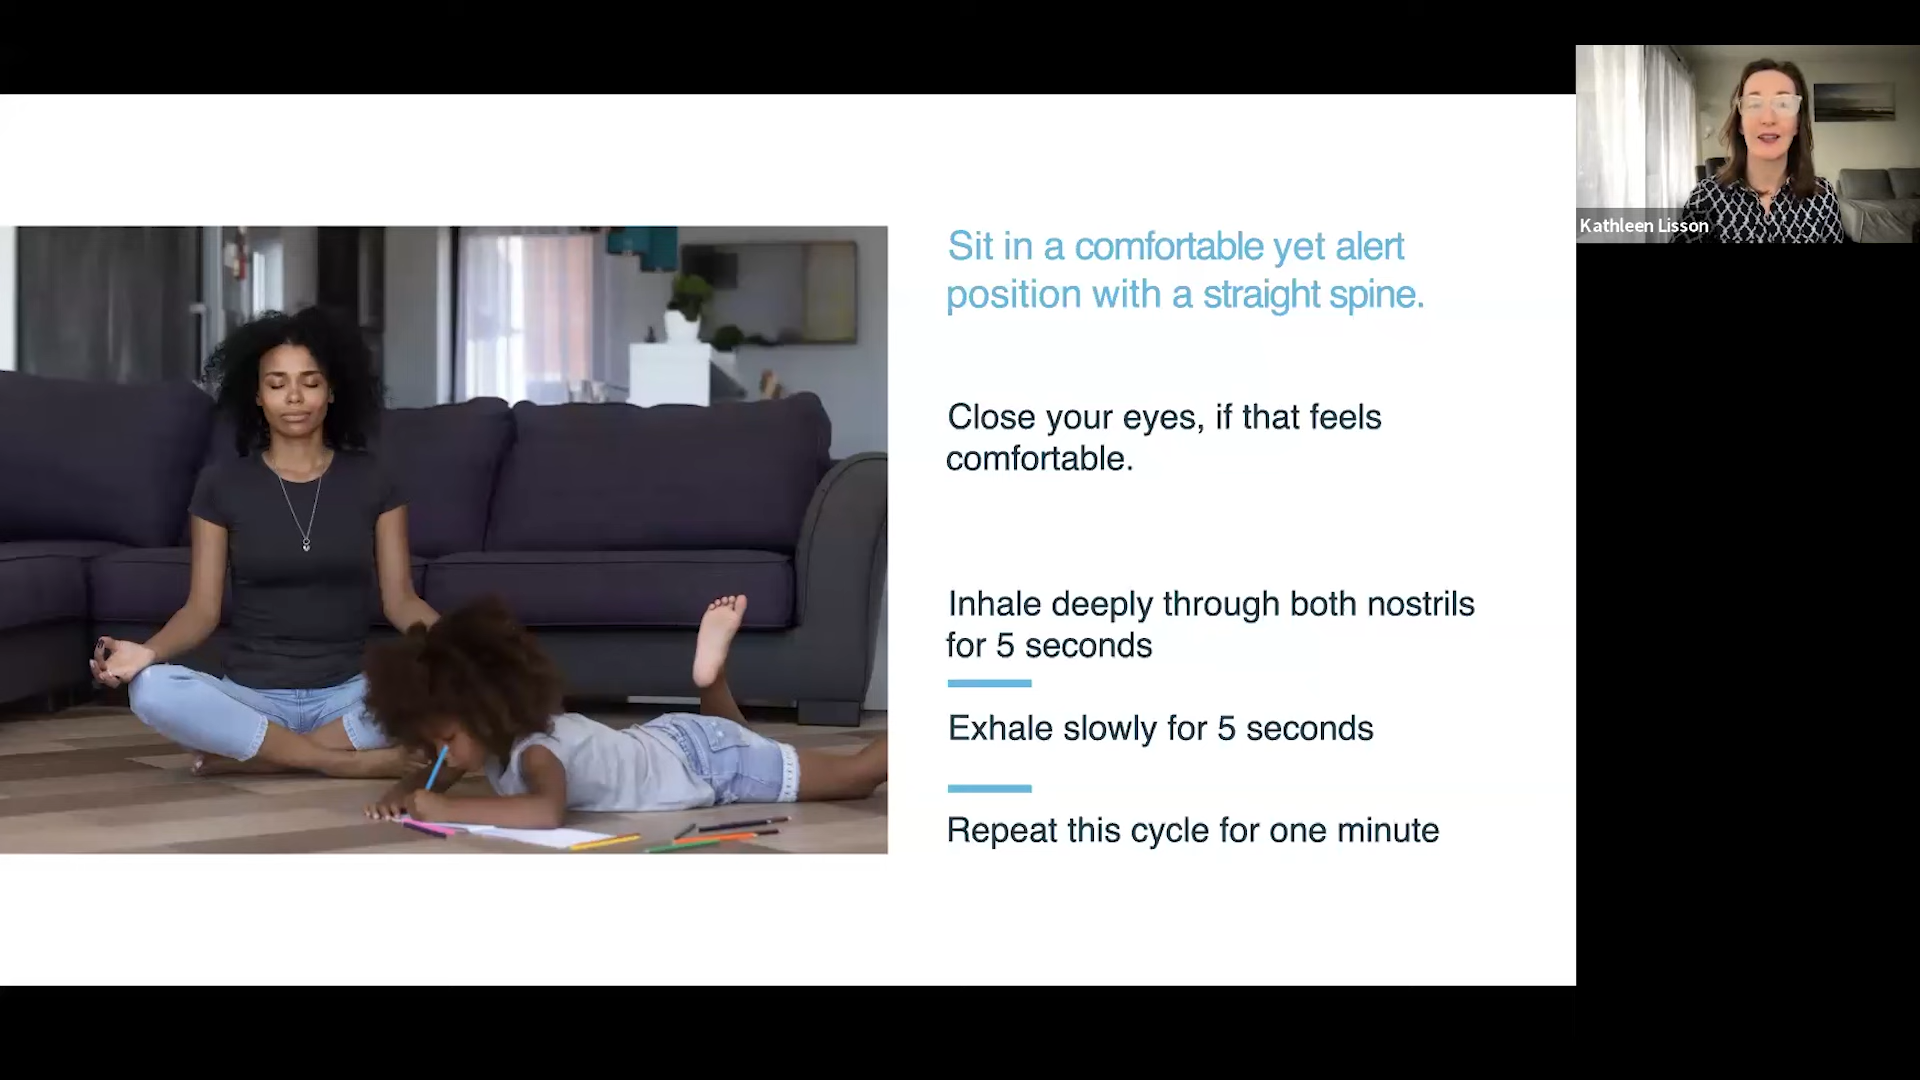 Sit in a comfortable yet alert
position with a straight spine.
Close your eyes, if that feels
comfortable.
Inhale deeply through both nostrils
for 5 seconds
Exhale slowly for 5 seconds
Repeat this cycle for one minute
Kathleen Lisson